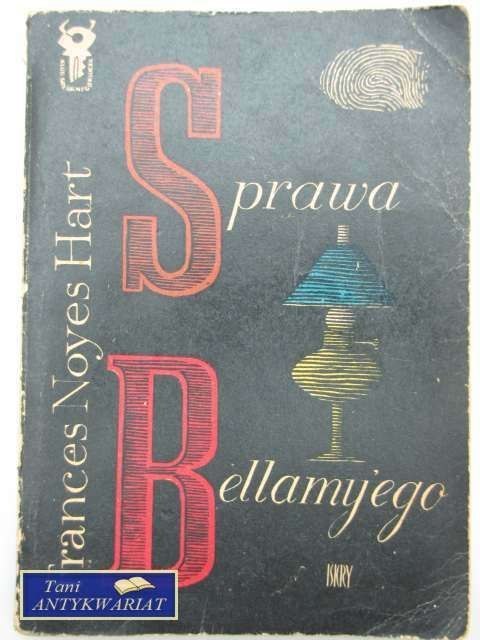 Frances Noyes Hart
Sprawa
Bellamy'ego
ISKRY
Tani
ANTYKWARIAT